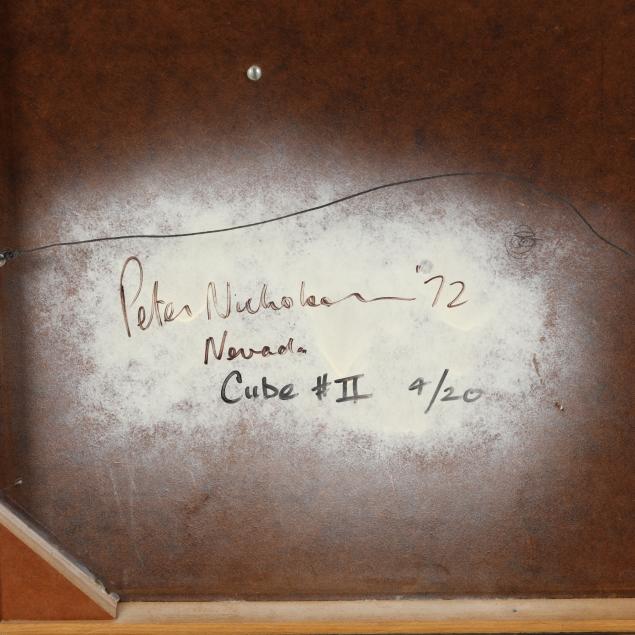 Peter Nicholson '72
Nevada
Cube #II 4/20